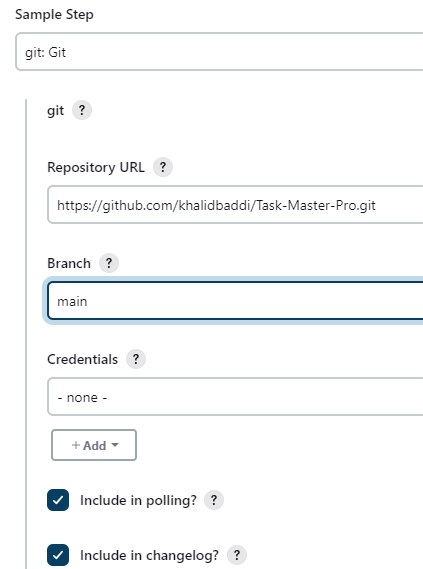 Sample Step
git: Git
git ?
Repository URL ?
https://github.com/khalidbaddi/Task-Master-Pro.git
Branch ?
main
Credentials ?
- none -
+ Add
Include in polling? ?
Include in changelog? ?